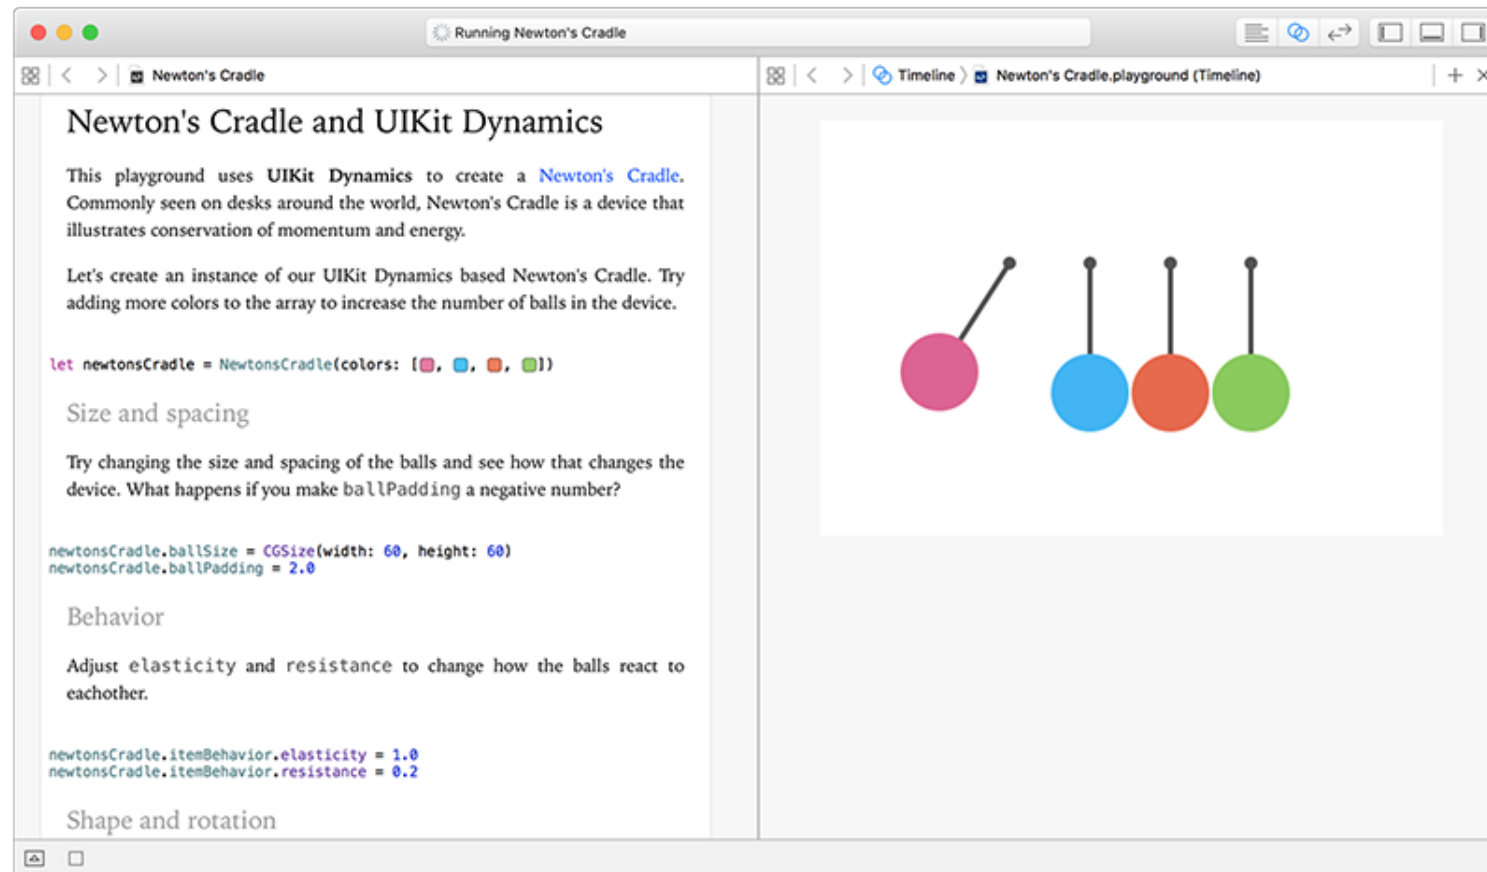 Running Newton's Cradle
Newton's Cradle
Timeline
Newton's Cradle.playground (Timeline)
Newton's Cradle and UIKit Dynamics
This playground uses UIKit Dynamics to create a Newton's Cradle.
Commonly seen on desks around the world, Newton's Cradle is a device that
illustrates conservation of momentum and energy.
Let's create an instance of our UIKit Dynamics based Newton's Cradle. Try
adding more colors to the array to increase the number of balls in the device.
let newtonsCradle = NewtonsCradle(colors: [, , , ])
Size and spacing
Try changing the size and spacing of the balls and see how that changes the
device. What happens if you make ballPadding a negative number?
newtonsCradle.ballSize = CGSize(width: 60, height: 60)
newtonsCradle.ballPadding = 2.0
Behavior
Adjust elasticity and resistance to change how the balls react to
eachother.
newtonsCradle.itemBehavior.elasticity = 1.0
newtonsCradle.itemBehavior.resistance = 0.2
Shape and rotation